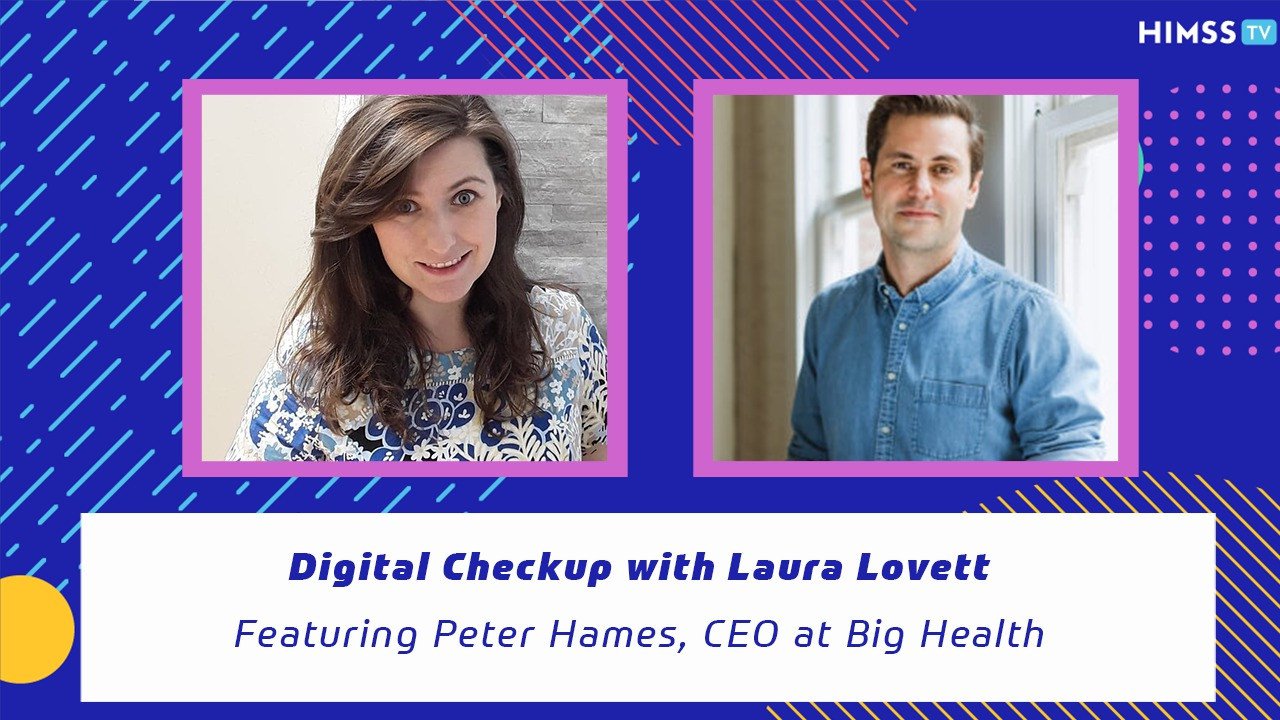 HIMSS TV
Digital Checkup with Laura Lovett
Featuring Peter Hames, CEO at Big Health